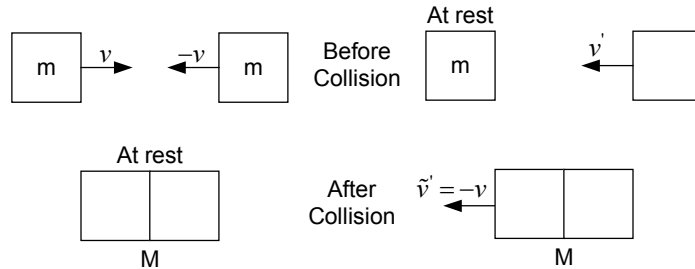 At rest
m
v
-v
m
Before
Collision
m
v'
At rest
M
After
Collision
ṽ' = -v
M